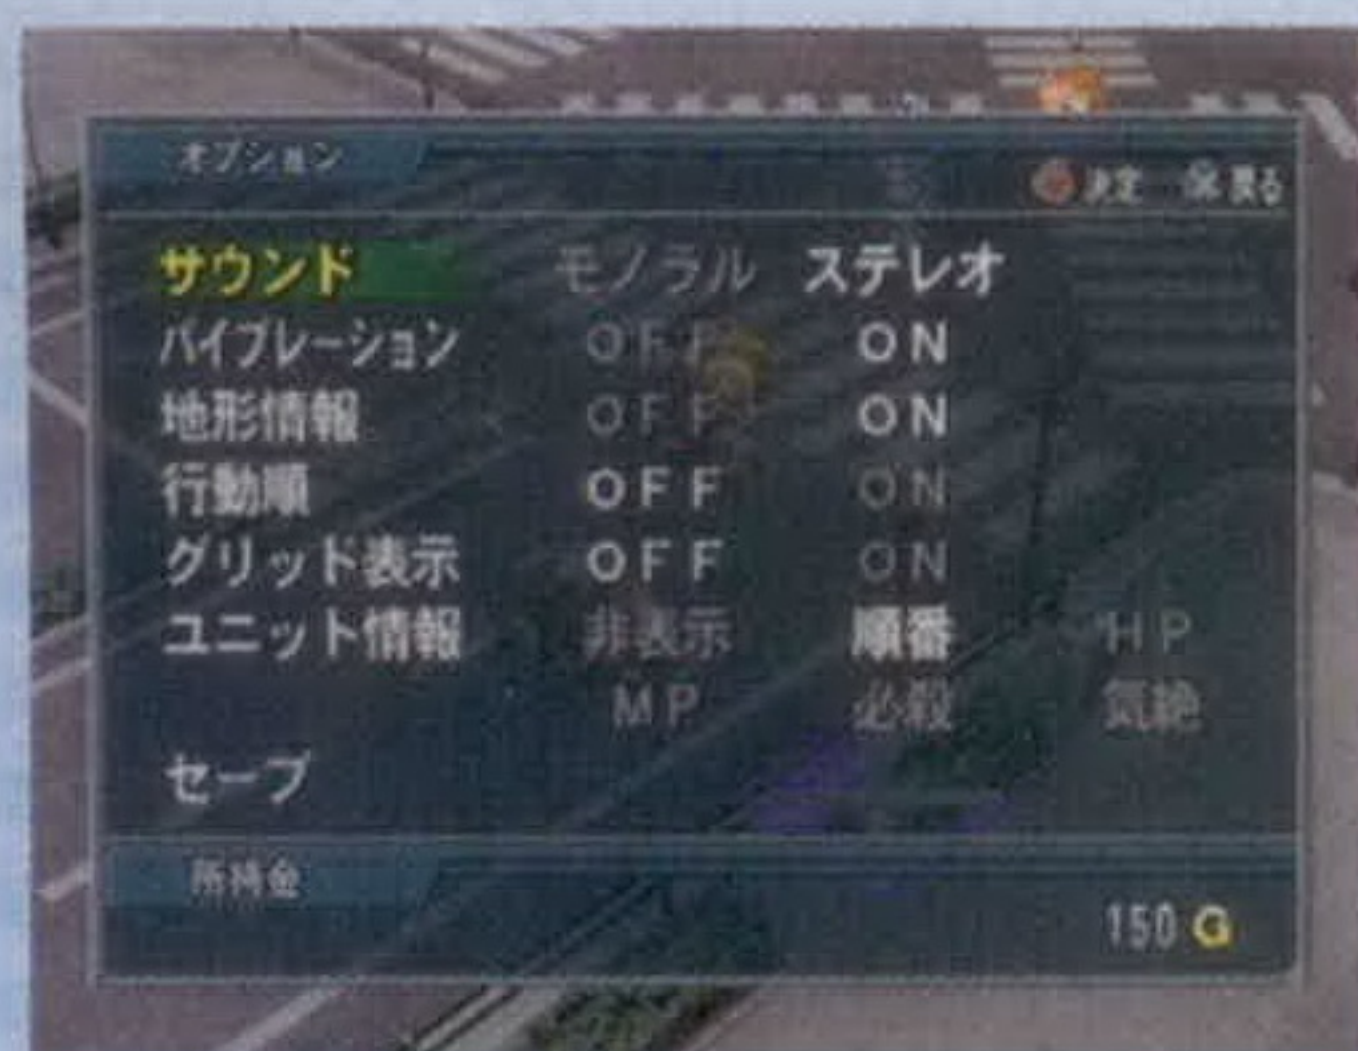 オプション
決定 戻る
サウンド モノラル ステレオ
バイブレーション OFF ON
地形情報 OFF ON
行動順 OFF ON
グリッド表示 OFF ON
ユニット情報 非表示 順番 HP
MP 必殺 気絶
セーブ
所持金
150 G